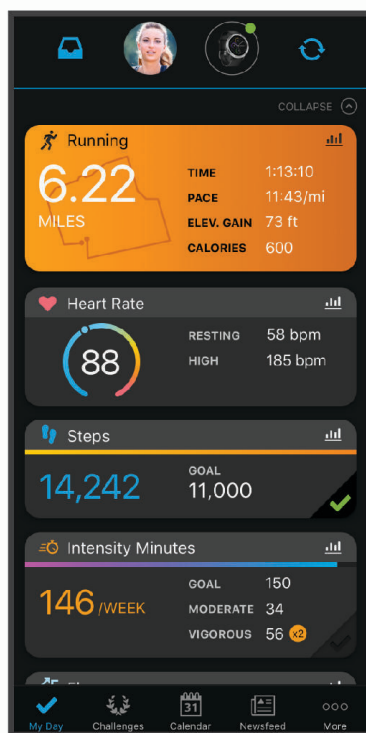 COLLAPSE
Running
6.22
MILES
TIME 1:13:10
PACE 11:43/mi
ELEV. GAIN 73 ft
CALORIES 600
Heart Rate
88
RESTING 58 bpm
HIGH 185 bpm
Steps
14,242
GOAL
11,000
Intensity Minutes
146 /WEEK
GOAL 150
MODERATE 34
VIGOROUS 56 x2
31
My Day Challenges Calendar Newsfeed More